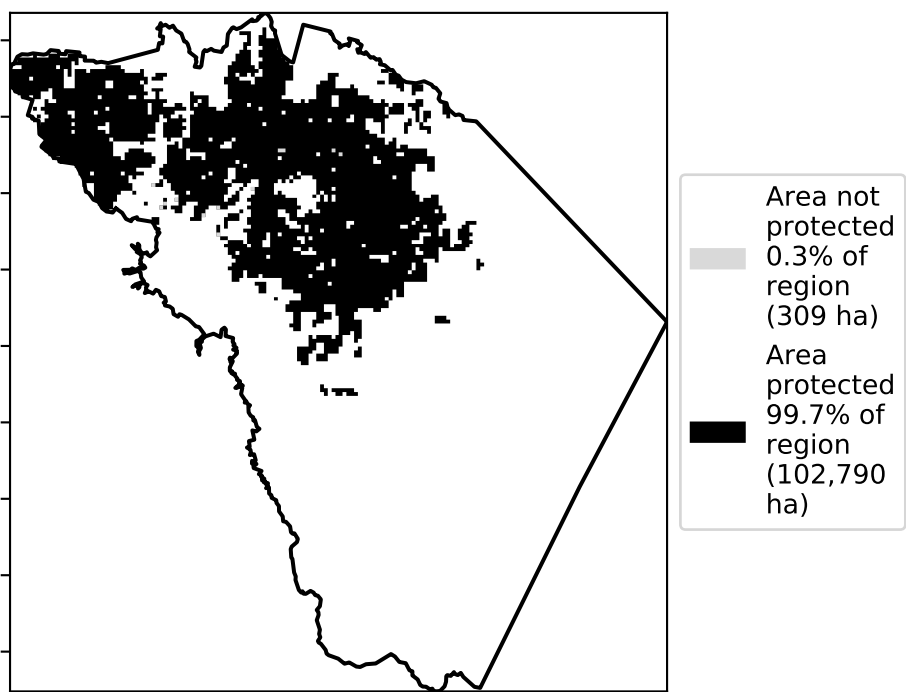 Area not
protected
0.3% of
region
(309 ha)
Area
protected
99.7% of
region
(102,790
ha)